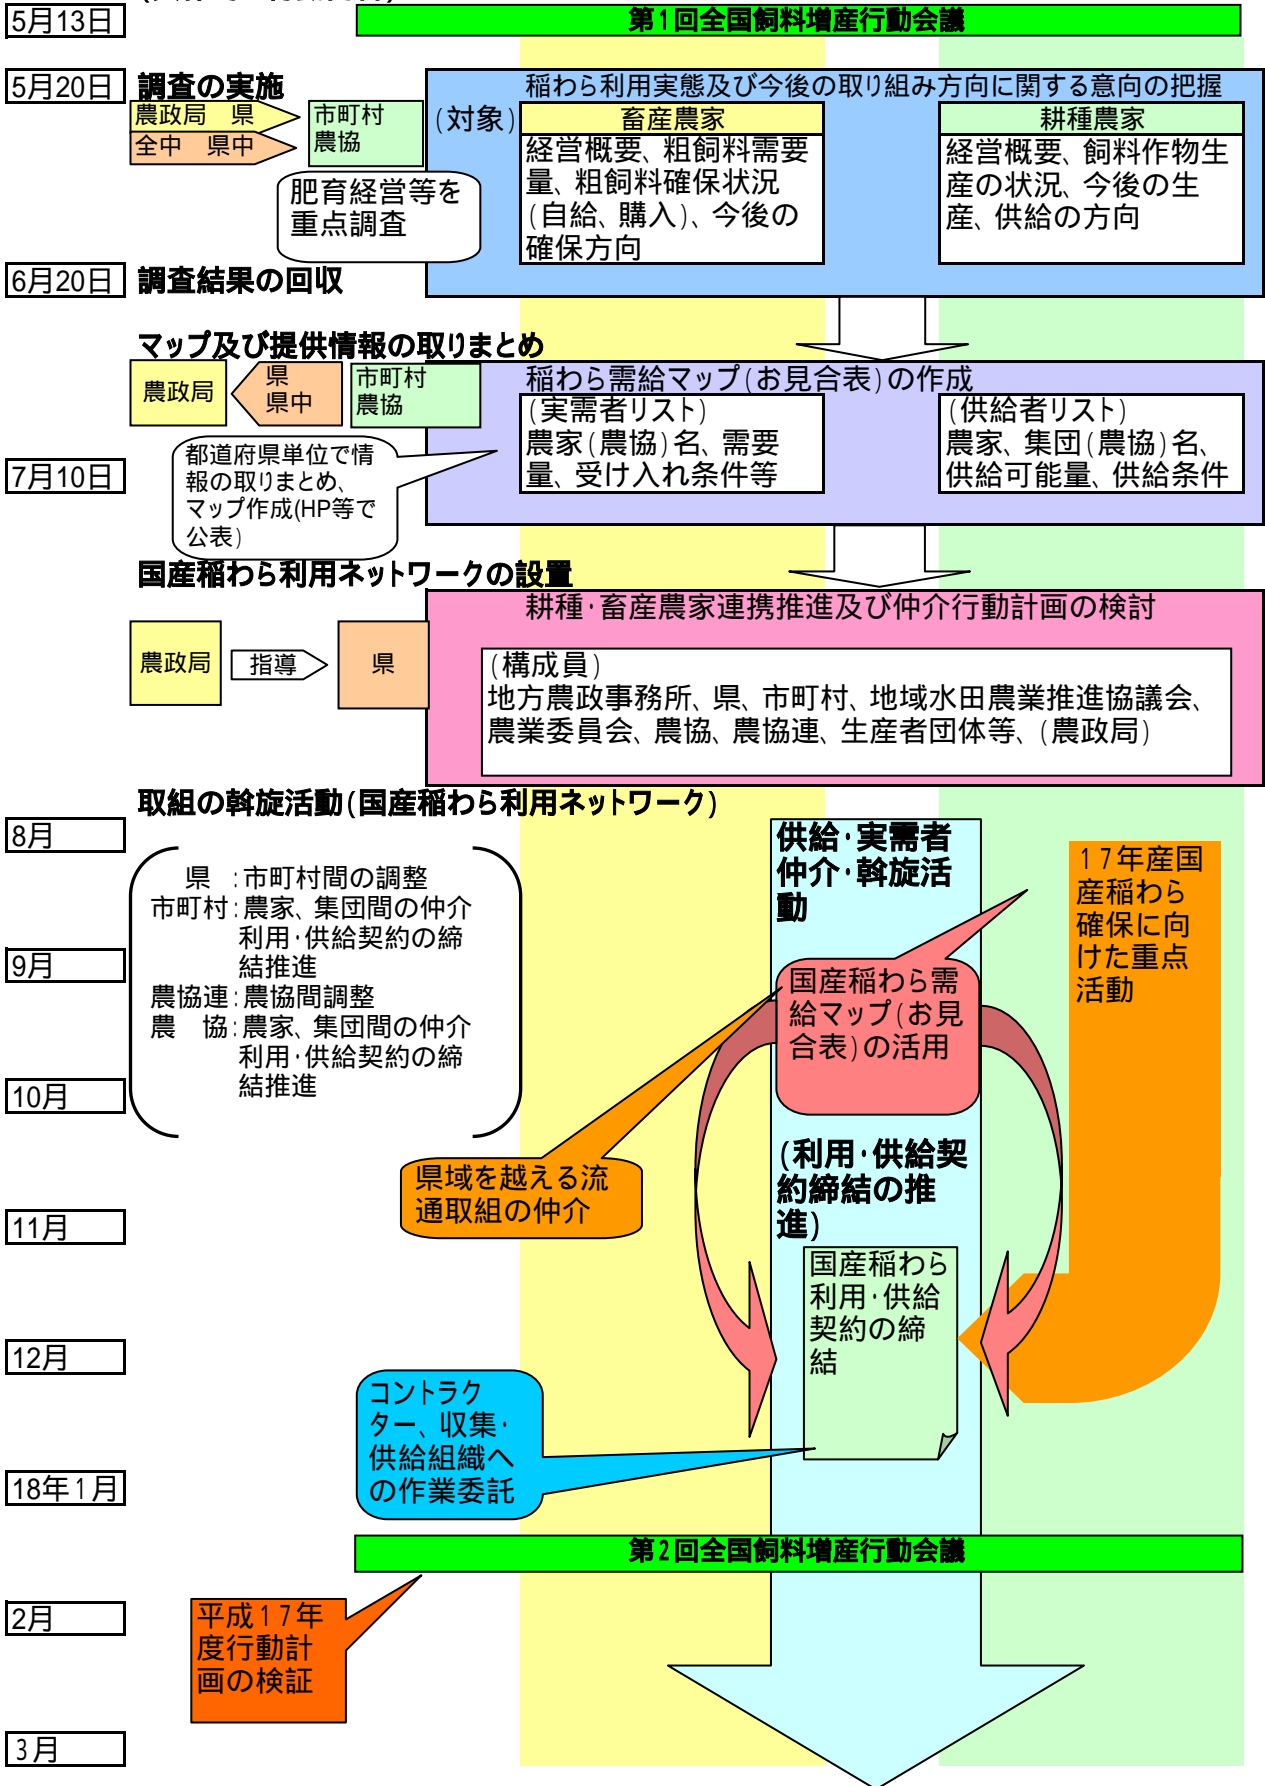 5月13日
第1回全国飼料増産行動会議
5月20日
調査の実施
農政局　県
全中　県中
市町村
農協
肥育経営等を
重点調査
稲わら利用実態及び今後の取り組み方向に関する意向の把握
(対象)
畜産農家
経営概要、粗飼料需要
量、粗飼料確保状況
(自給、購入)、今後の
確保方向
耕種農家
経営概要、飼料作物生
産の状況、今後の生
産、供給の方向
6月20日
調査結果の回収
マップ及び提供情報の取りまとめ
農政局
県
県中
市町村
農協
稲わら需給マップ(お見合表)の作成
(実需者リスト)
農家(農協)名、需要
量、受け入れ条件等
(供給者リスト)
農家、集団(農協)名、
供給可能量、供給条件
7月10日
都道府県単位で情
報の取りまとめ、
マップ作成(HP等で
公表)
国産稲わら利用ネットワークの設置
農政局
指導
県
耕種・畜産農家連携推進及び仲介行動計画の検討
(構成員)
地方農政事務所、県、市町村、地域水田農業推進協議会、
農業委員会、農協、農協連、生産者団体等、(農政局)
取組の斡旋活動(国産稲わら利用ネットワーク)
8月
県　:市町村間の調整
市町村:農家、集団間の仲介
利用・供給契約の締
結推進
農協連:農協間調整
農　協:農家、集団間の仲介
利用・供給契約の締
結推進
9月
10月
供給・実需者
仲介・斡旋活
動
17年産国
産稲わら
確保に向
けた重点
活動
国産稲わら需
給マップ(お見
合表)の活用
県域を越える流
通取組の仲介
(利用・供給契
約締結の推
進)
11月
国産稲わら
利用・供給
契約の締
結
12月
コントラク
ター、収集・
供給組織へ
の作業委託
18年1月
第2回全国飼料増産行動会議
2月
平成17年
度行動計
画の検証
3月